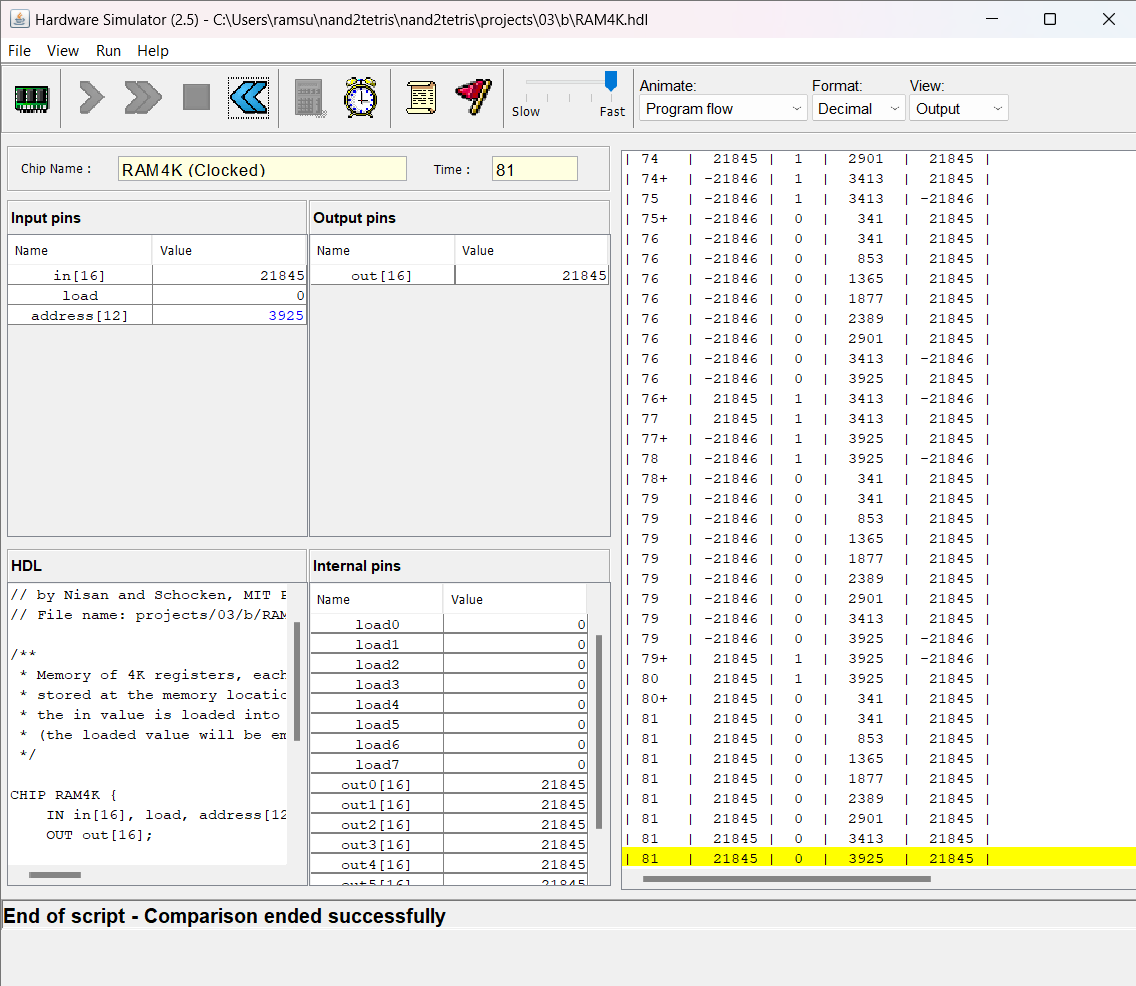 Hardware Simulator (2.5) - C:\Users\ramsu\nand2tetris\nand2tetris\projects\03\b\RAM4K.hdl
File View Run Help
Slow Fast
Animate: Format: View:
Program flow Decimal Output
Chip Name : RAM4K (Clocked) Time : 81
Input pins
Name Value
in[16] 21845
load 0
address[12] 3925
Output pins
Name Value
out[16] 21845
HDL
// by Nisan and Schocken, MIT P
// File name: projects/03/b/RAM
/**
* Memory of 4K registers, each
* stored at the memory locatio
* the in value is loaded into
* (the loaded value will be em
*/
CHIP RAM4K {
IN in[16], load, address[12
OUT out[16];
Internal pins
Name Value
load0 0
load1 0
load2 0
load3 0
load4 0
load5 0
load6 0
load7 0
out0[16] 21845
out1[16] 21845
out2[16] 21845
out3[16] 21845
out4[16] 21845
out5[16] 21845
| 74 | 21845 | 1 | 2901 | 21845 |
| 74+ | -21846 | 1 | 3413 | 21845 |
| 75 | -21846 | 1 | 3413 | -21846 |
| 75+ | -21846 | 0 | 341 | 21845 |
| 76 | -21846 | 0 | 341 | 21845 |
| 76 | -21846 | 0 | 853 | 21845 |
| 76 | -21846 | 0 | 1365 | 21845 |
| 76 | -21846 | 0 | 1877 | 21845 |
| 76 | -21846 | 0 | 2389 | 21845 |
| 76 | -21846 | 0 | 2901 | 21845 |
| 76 | -21846 | 0 | 3413 | -21846 |
| 76 | -21846 | 0 | 3925 | 21845 |
| 76+ | 21845 | 1 | 3413 | -21846 |
| 77 | 21845 | 1 | 3413 | 21845 |
| 77+ | -21846 | 1 | 3925 | 21845 |
| 78 | -21846 | 1 | 3925 | -21846 |
| 78+ | -21846 | 0 | 341 | 21845 |
| 79 | -21846 | 0 | 341 | 21845 |
| 79 | -21846 | 0 | 853 | 21845 |
| 79 | -21846 | 0 | 1365 | 21845 |
| 79 | -21846 | 0 | 1877 | 21845 |
| 79 | -21846 | 0 | 2389 | 21845 |
| 79 | -21846 | 0 | 2901 | 21845 |
| 79 | -21846 | 0 | 3413 | 21845 |
| 79 | -21846 | 0 | 3925 | -21846 |
| 79+ | 21845 | 1 | 3925 | -21846 |
| 80 | 21845 | 1 | 3925 | 21845 |
| 80+ | 21845 | 0 | 341 | 21845 |
| 81 | 21845 | 0 | 341 | 21845 |
| 81 | 21845 | 0 | 853 | 21845 |
| 81 | 21845 | 0 | 1365 | 21845 |
| 81 | 21845 | 0 | 1877 | 21845 |
| 81 | 21845 | 0 | 2389 | 21845 |
| 81 | 21845 | 0 | 2901 | 21845 |
| 81 | 21845 | 0 | 3413 | 21845 |
| 81 | 21845 | 0 | 3925 | 21845 |
End of script - Comparison ended successfully